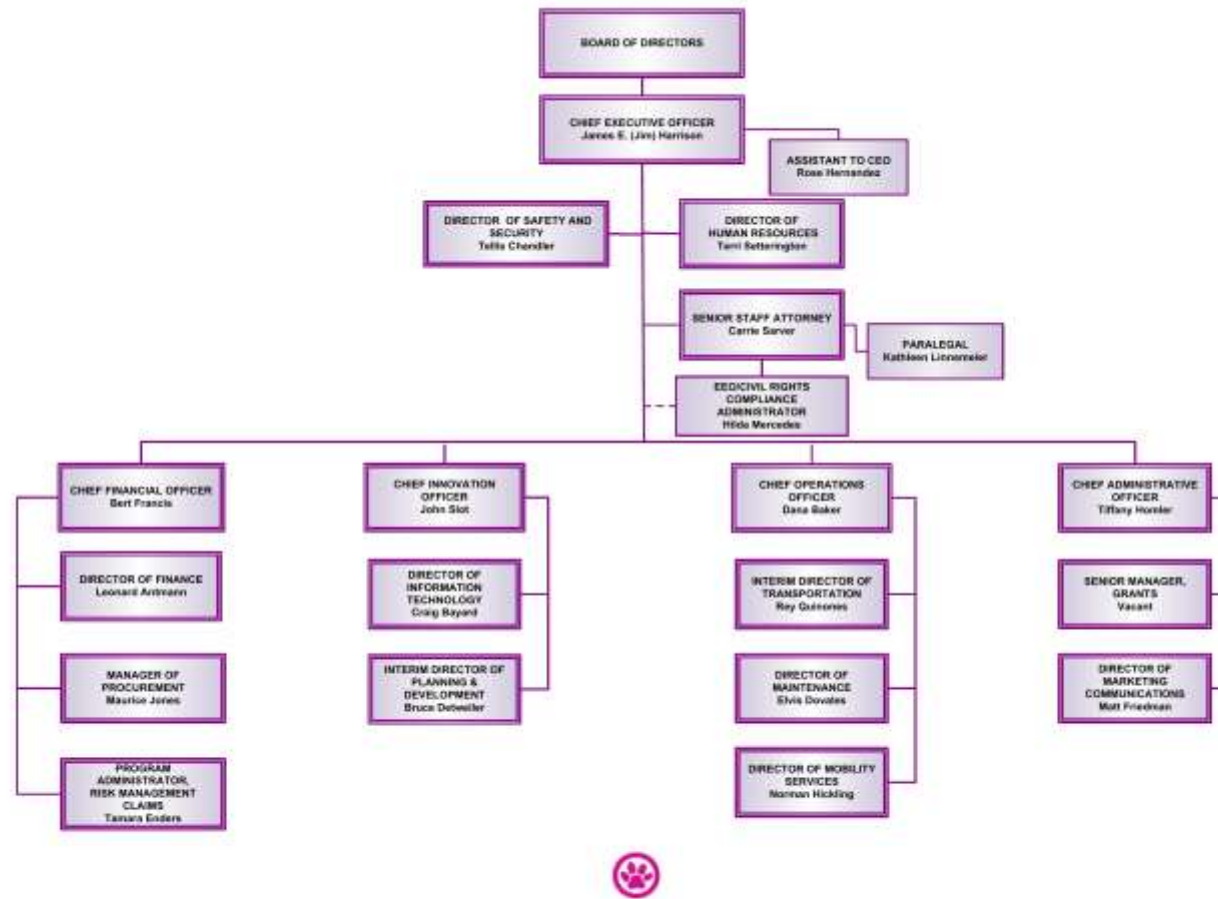 BOARD OF DIRECTORS
CHIEF EXECUTIVE OFFICER
James E. (Jim) Harrison
ASSISTANT TO CEO
Rose Hernandez
DIRECTOR OF SAFETY AND
SECURITY
Tellis Chandler
DIRECTOR OF
HUMAN RESOURCES
Terri Setterington
SENIOR STAFF ATTORNEY
Carrie Sarver
PARALEGAL
Kathleen Linnemeier
EEO/CIVIL RIGHTS
COMPLIANCE
ADMINISTRATOR
Hilda Mercedes
CHIEF FINANCIAL OFFICER
Bert Francis
CHIEF INNOVATION
OFFICER
John Slot
CHIEF OPERATIONS
OFFICER
Dana Baker
CHIEF ADMINISTRATIVE
OFFICER
Tiffany Homler
DIRECTOR OF FINANCE
Leonard Antmann
DIRECTOR OF
INFORMATION
TECHNOLOGY
Craig Bayard
INTERIM DIRECTOR OF
TRANSPORTATION
Rey Quinones
SENIOR MANAGER,
GRANTS
Vacant
MANAGER OF
PROCUREMENT
Maurice Jones
INTERIM DIRECTOR OF
PLANNING &
DEVELOPMENT
Bruce Detweiler
DIRECTOR OF
MAINTENANCE
Elvis Dovales
DIRECTOR OF
MARKETING
COMMUNICATIONS
Matt Friedman
PROGRAM
ADMINISTRATOR,
RISK MANAGEMENT
CLAIMS
Tamara Enders
DIRECTOR OF MOBILITY
SERVICES
Norman Hickling